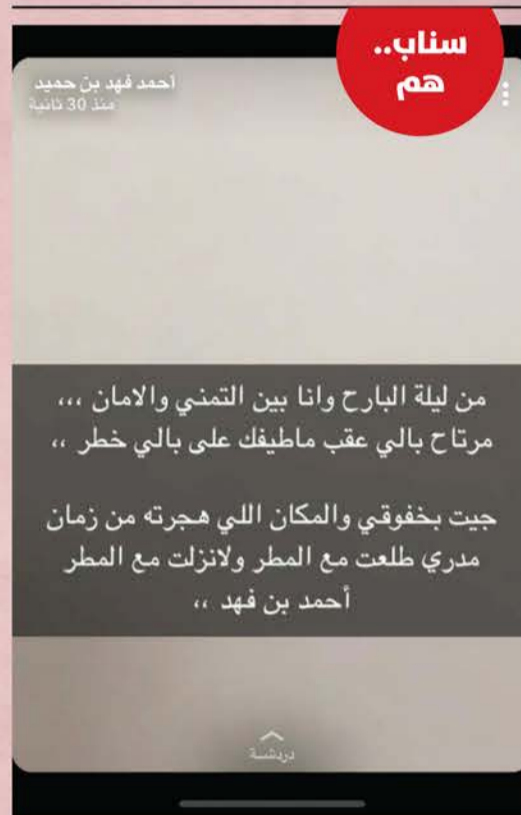 سناب..
هم
أحمد فهد بن حميد
منذ 30 ثانية
من ليلة البارح وانا بين التمني والامان ،،،
مرتاح بالي عقب ماطيفك على بالي خطر ،،
جيت بخفوقي والمكان اللي هجرته من زمان
مدري طلعت مع المطر ولانزلت مع المطر
أحمد بن فهد ،،
دردشة